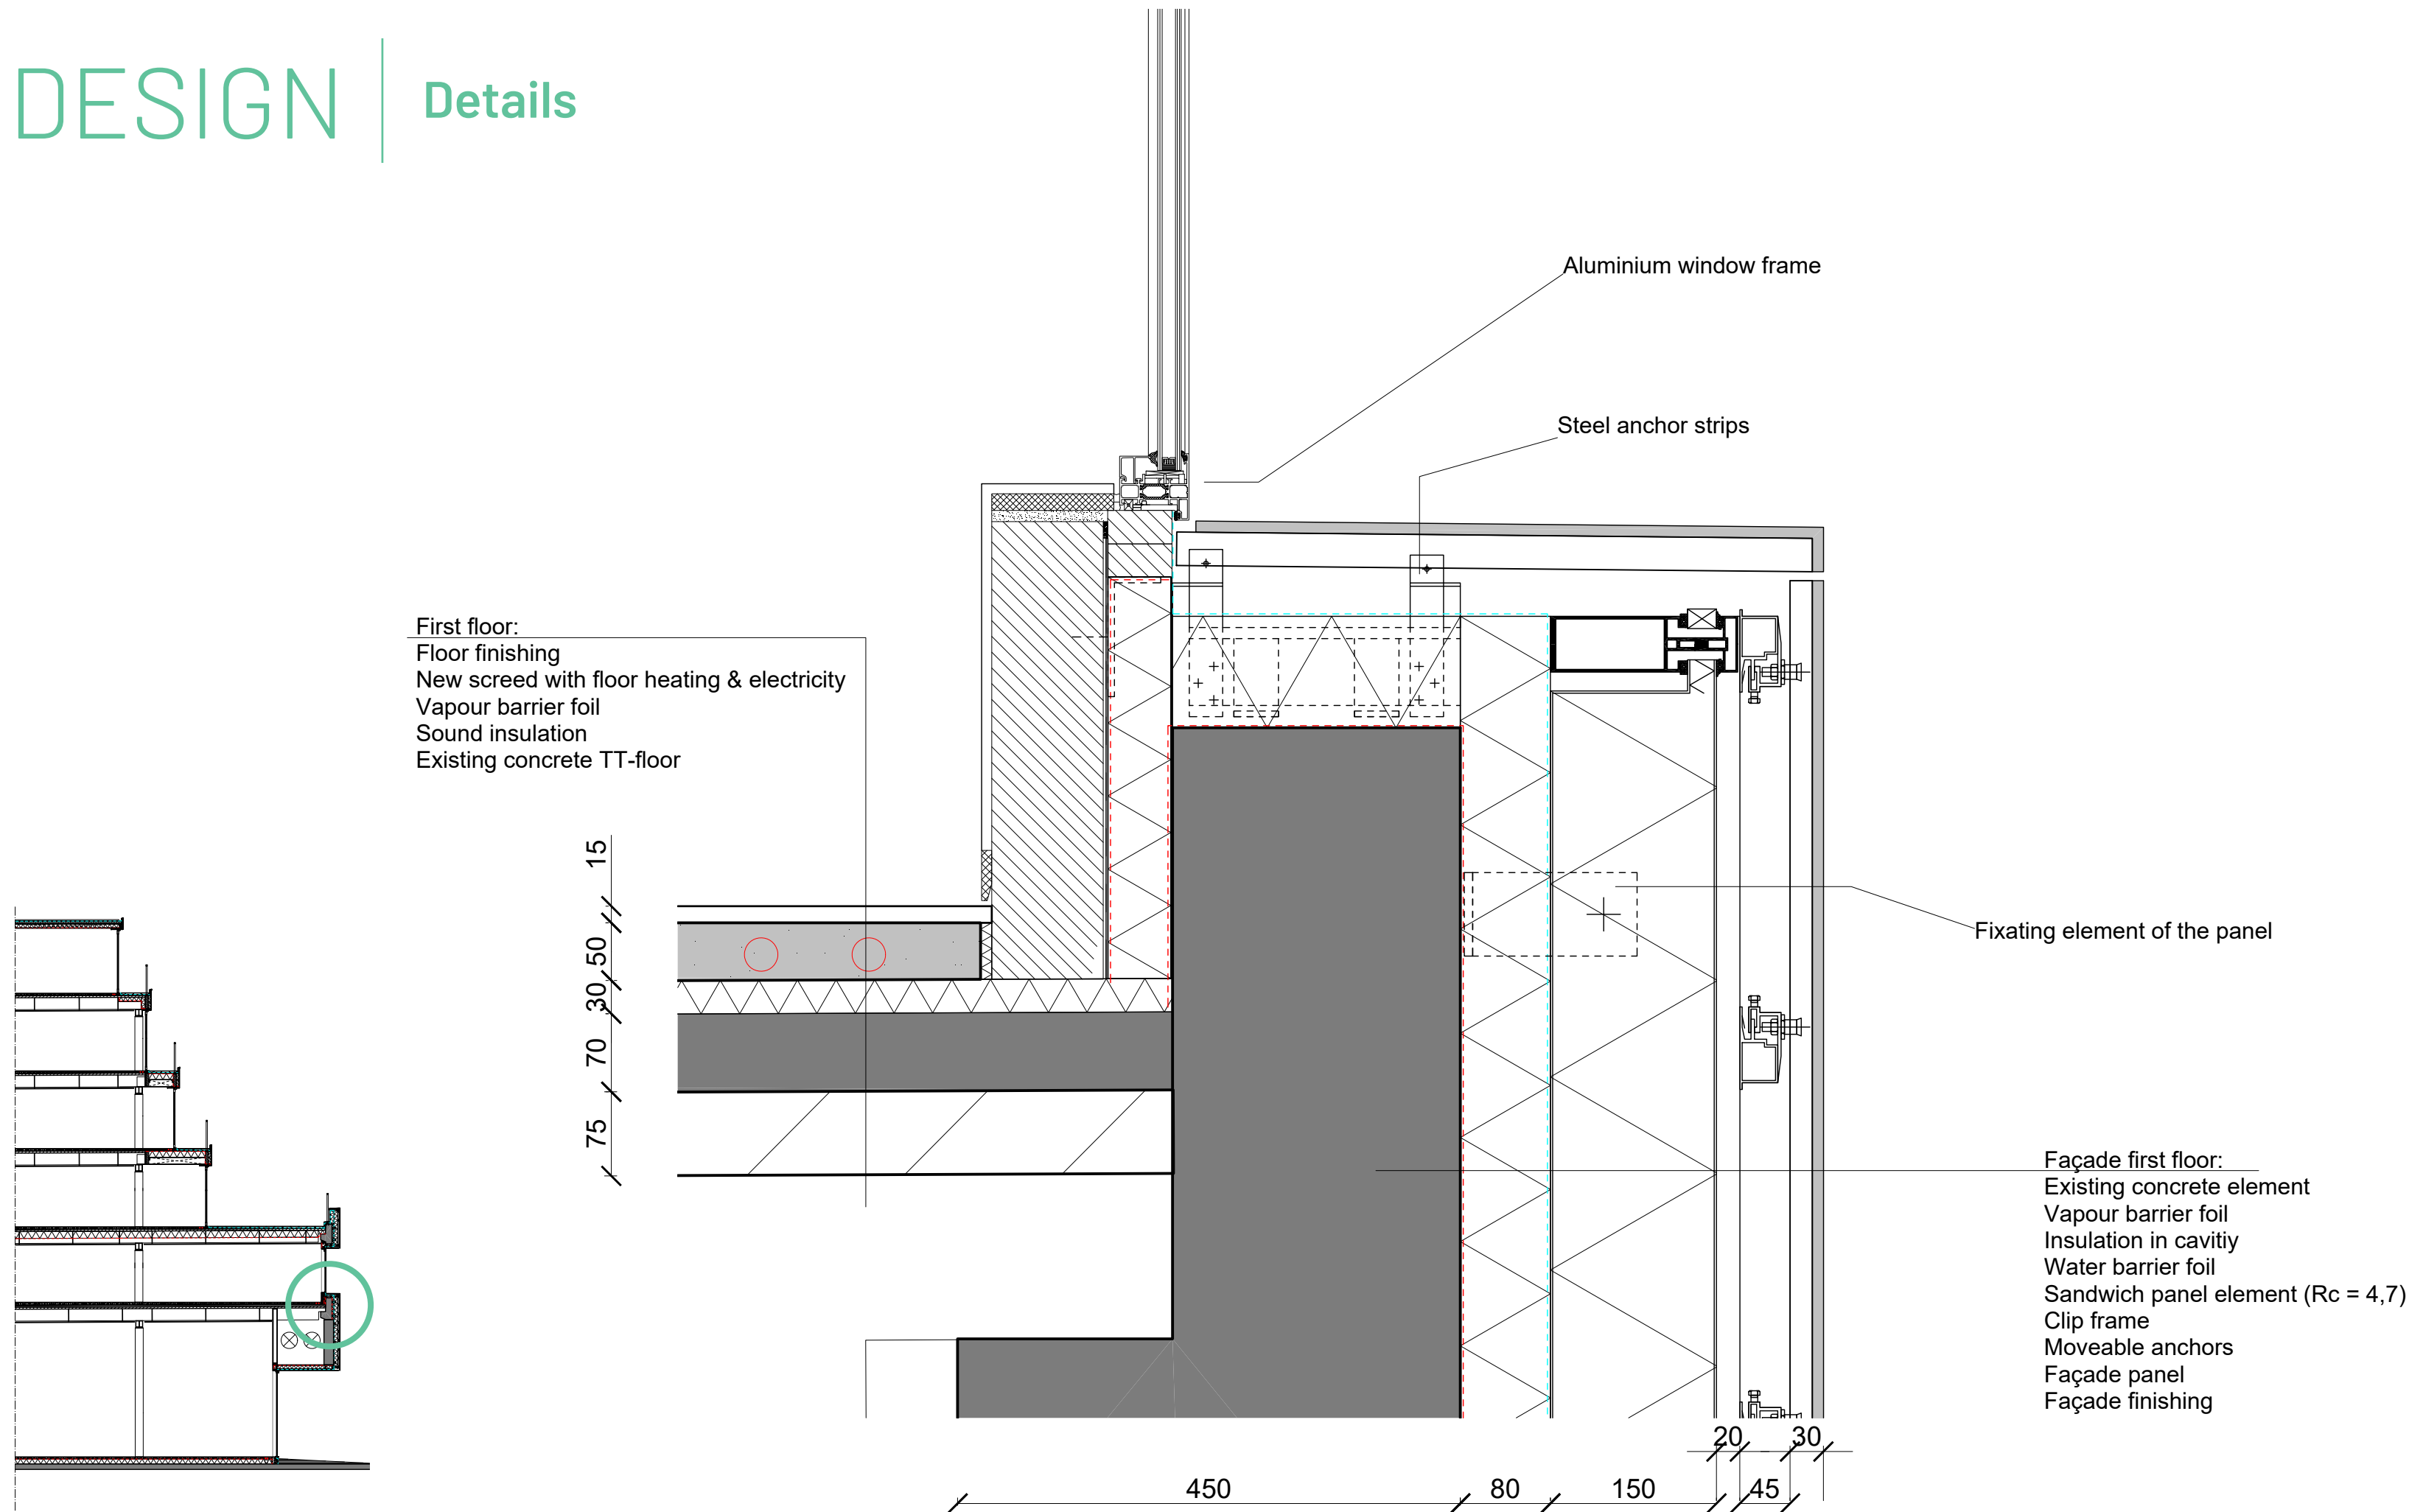 DESIGN
Details
Aluminium window frame
Steel anchor strips
First floor:
Floor finishing
New screed with floor heating & electricity
Vapour barrier foil
Sound insulation
Existing concrete TT-floor
15
50
30
70
75
Fixating element of the panel
Façade first floor:
Existing concrete element
Vapour barrier foil
Insulation in cavitiy
Water barrier foil
Sandwich panel element (Rc = 4,7)
Clip frame
Moveable anchors
Façade panel
Façade finishing
20 30
450 80 150 45